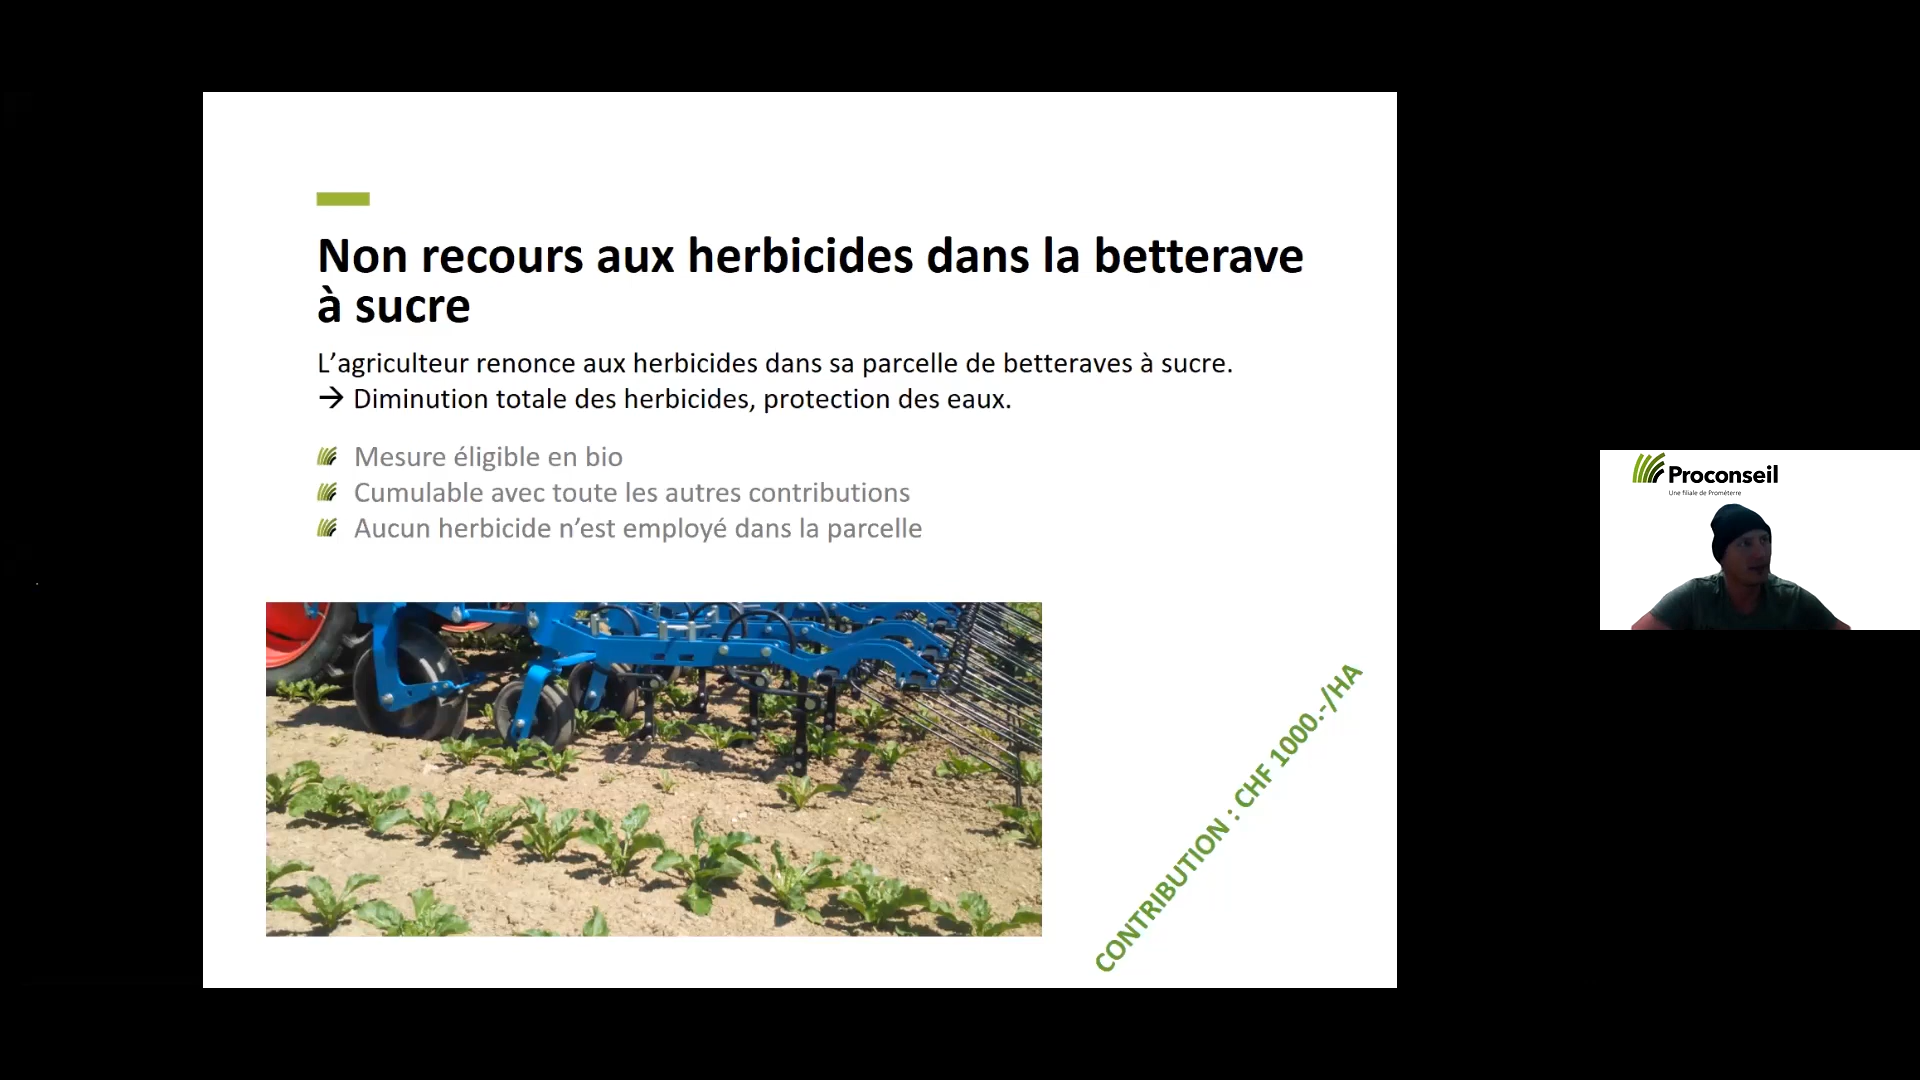 Non recours aux herbicides dans la betterave
à sucre
L’agriculteur renonce aux herbicides dans sa parcelle de betteraves à sucre.
→ Diminution totale des herbicides, protection des eaux.
Mesure éligible en bio
Cumulable avec toute les autres contributions
Aucun herbicide n’est employé dans la parcelle
CONTRIBUTION : CHF 1000.-/HA
Proconseil
Une filiale de Prométerre